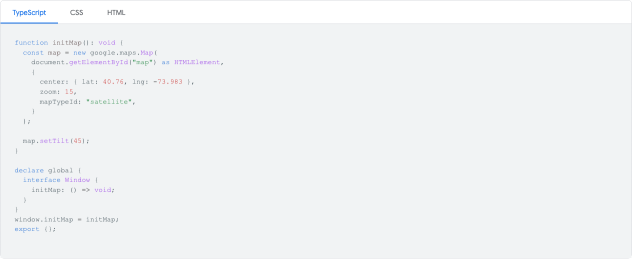 TypeScript CSS HTML
function initMap(): void {
  const map = new google.maps.Map(
    document.getElementById("map") as HTMLElement,
    {
      center: { lat: 40.76, lng: -73.983 },
      zoom: 15,
      mapTypeId: "satellite",
    }
  );

  map.setTilt(45);
}

declare global {
  interface Window {
    initMap: () => void;
  }
}
window.initMap = initMap;
export {};